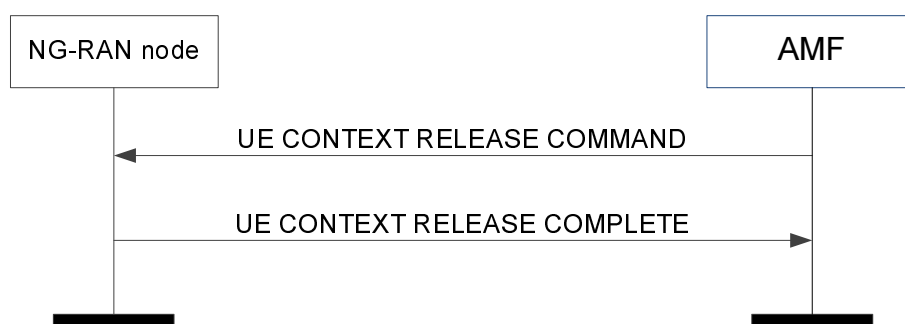 NG-RAN node
AMF
UE CONTEXT RELEASE COMMAND
UE CONTEXT RELEASE COMPLETE